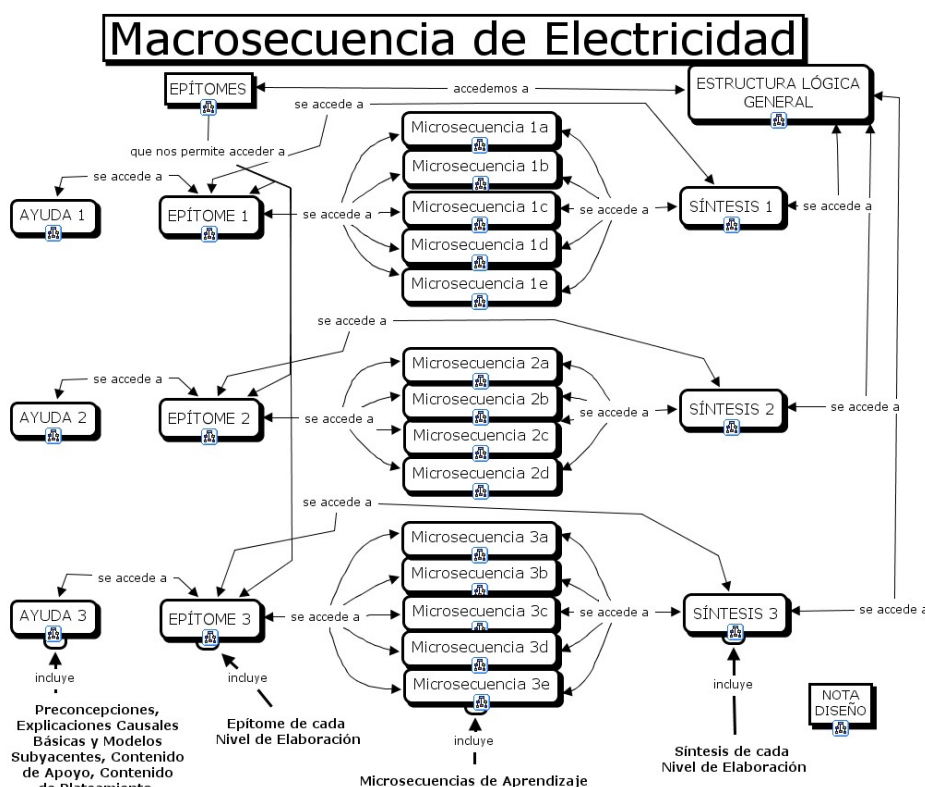 Macrosecuencia de Electricidad
EPÍTOMES
accedemos a
ESTRUCTURA LÓGICA
GENERAL
se accede a
que nos permite acceder a
Microsecuencia 1a
Microsecuencia 1b
Microsecuencia 1c
Microsecuencia 1d
Microsecuencia 1e
AYUDA 1
se accede a
EPÍTOME 1
se accede a
se accede a
SÍNTESIS 1
se accede a
se accede a
Microsecuencia 2a
Microsecuencia 2b
Microsecuencia 2c
Microsecuencia 2d
AYUDA 2
se accede a
EPÍTOME 2
se accede a
se accede a
SÍNTESIS 2
se accede a
se accede a
Microsecuencia 3a
Microsecuencia 3b
Microsecuencia 3c
Microsecuencia 3d
Microsecuencia 3e
AYUDA 3
se accede a
EPÍTOME 3
se accede a
se accede a
SÍNTESIS 3
se accede a
incluye
Preconcepciones,
Explicaciones Causales
Básicas y Modelos
Subyacentes, Contenido
de Apoyo, Contenido
incluye
Epítome de cada
Nivel de Elaboración
incluye
Microsecuencias de Aprendizaje
incluye
Síntesis de cada
Nivel de Elaboración
NOTA
DISEÑO